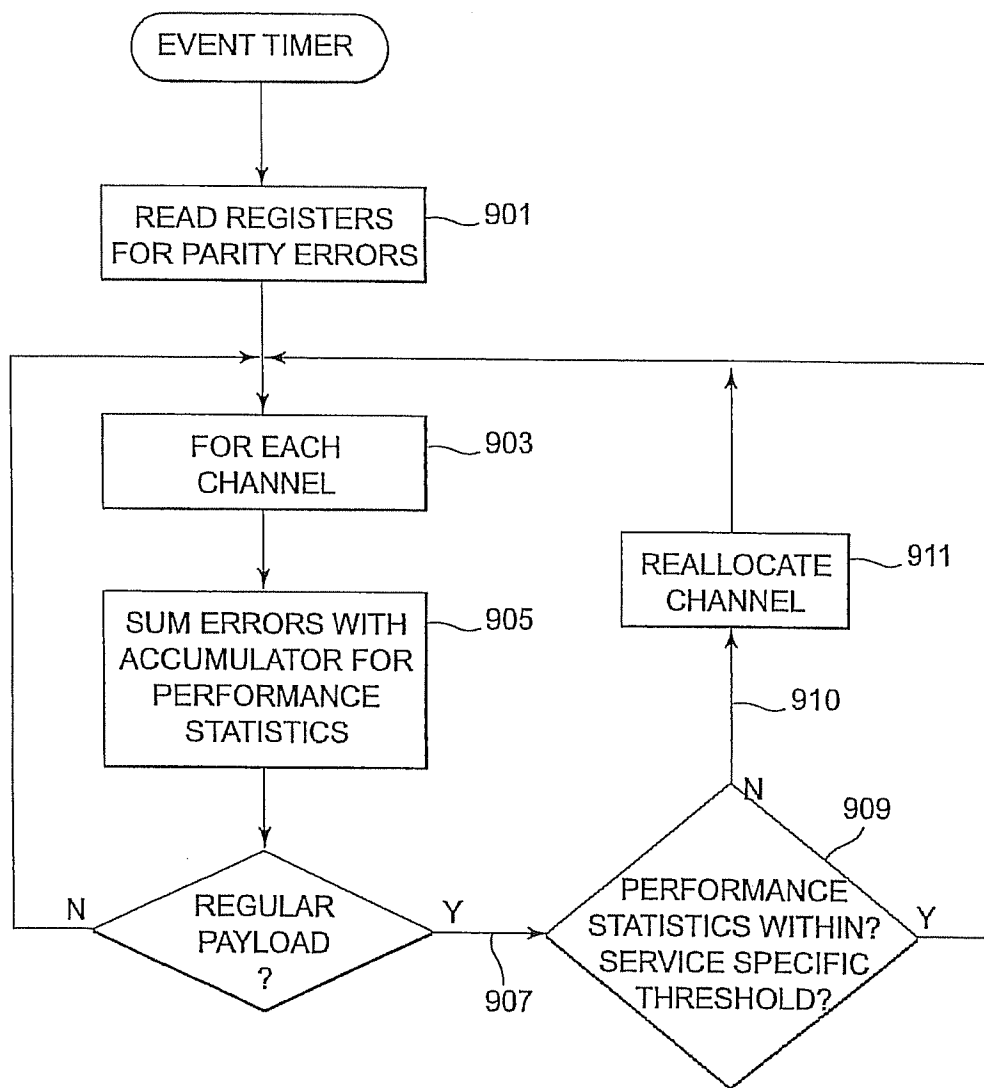 EVENT TIMER
READ REGISTERS
FOR PARITY ERRORS
901
FOR EACH
CHANNEL
903
SUM ERRORS WITH
ACCUMULATOR FOR
PERFORMANCE
STATISTICS
905
REALLOCATE
CHANNEL
911
910
N
REGULAR
PAYLOAD
?
Y
907
N
909
PERFORMANCE
STATISTICS WITHIN?
SERVICE SPECIFIC
THRESHOLD?
Y